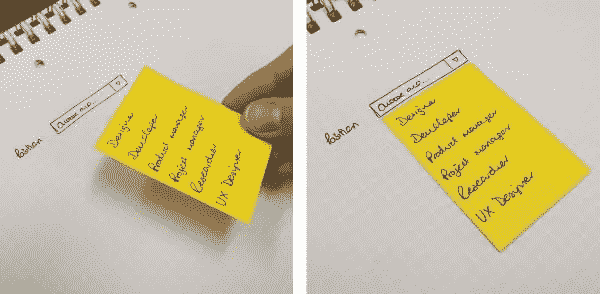 Position
Choose one...
Designer
Developer
Product manager
Project manager
Researcher
UX Designer
Position
Choose one...
Designer
Developer
Product manager
Project manager
Researcher
UX Designer